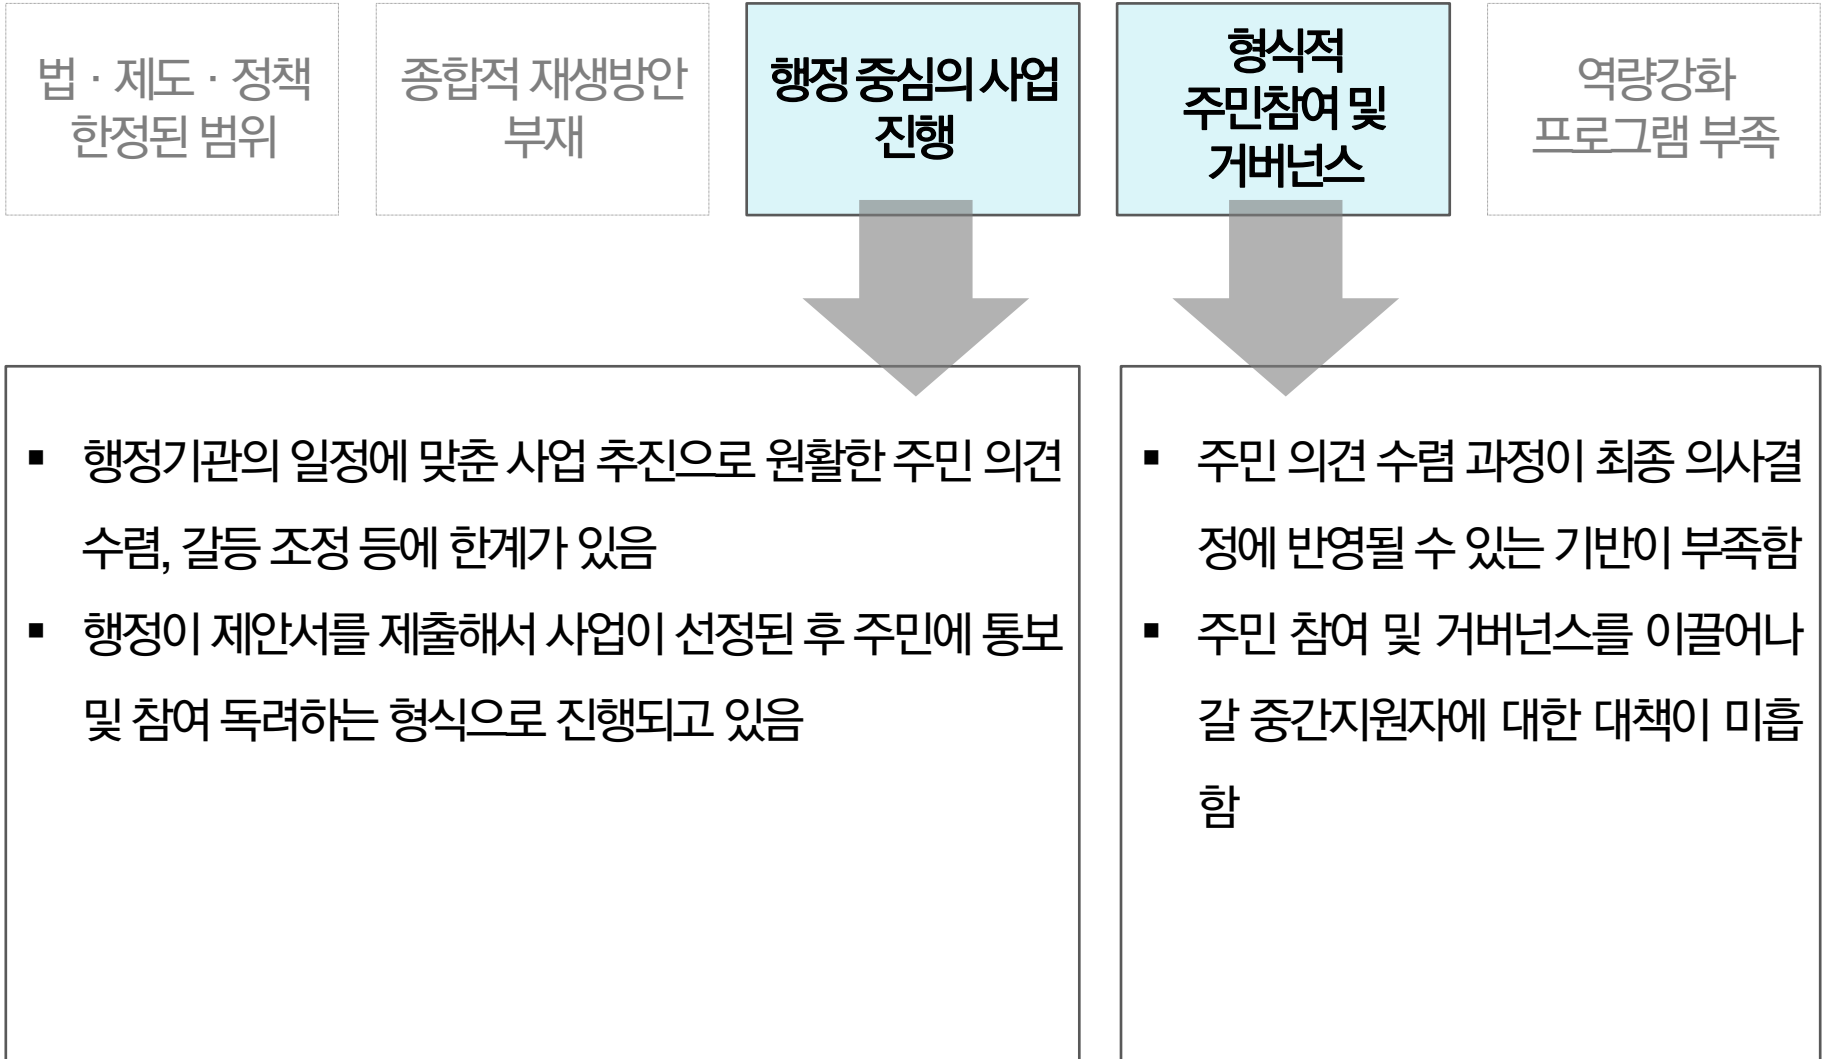 법 · 제도 · 정책
한정된 범위
종합적 재생방안
부재
행정 중심의 사업
진행
형식적
주민참여 및
거버넌스
역량강화
프로그램 부족
▪ 행정기관의 일정에 맞춘 사업 추진으로 원활한 주민 의견
수렴, 갈등 조정 등에 한계가 있음
▪ 행정이 제안서를 제출해서 사업이 선정된 후 주민에 통보
및 참여 독려하는 형식으로 진행되고 있음
▪ 주민 의견 수렴 과정이 최종 의사결
정에 반영될 수 있는 기반이 부족함
▪ 주민 참여 및 거버넌스를 이끌어나
갈 중간지원자에 대한 대책이 미흡
함